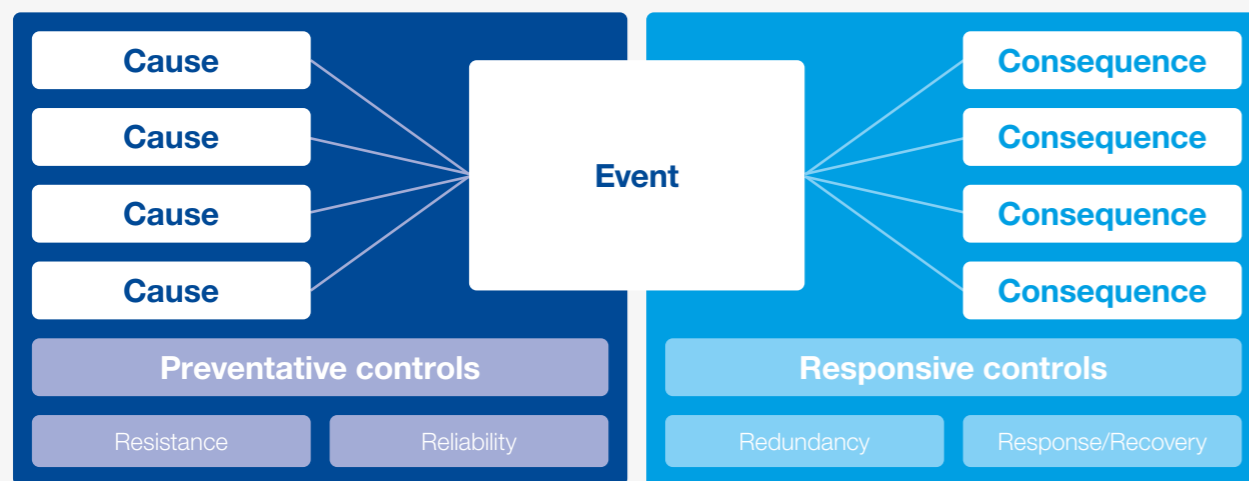 Cause
Cause
Cause
Cause
Event
Consequence
Consequence
Consequence
Consequence
Preventative controls
Resistance
Reliability
Responsive controls
Redundancy
Response/Recovery